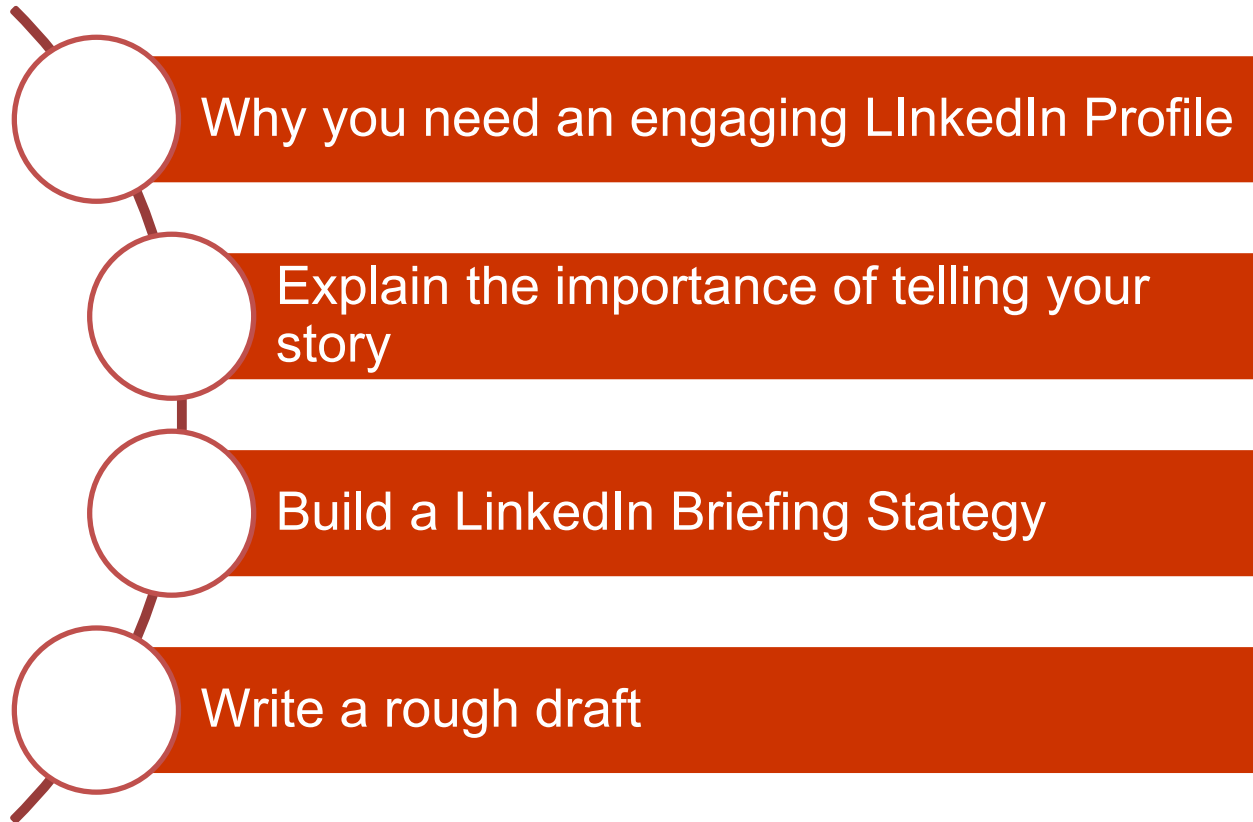 Why you need an engaging LInkedIn Profile
Explain the importance of telling your
story
Build a LinkedIn Briefing Stategy
Write a rough draft